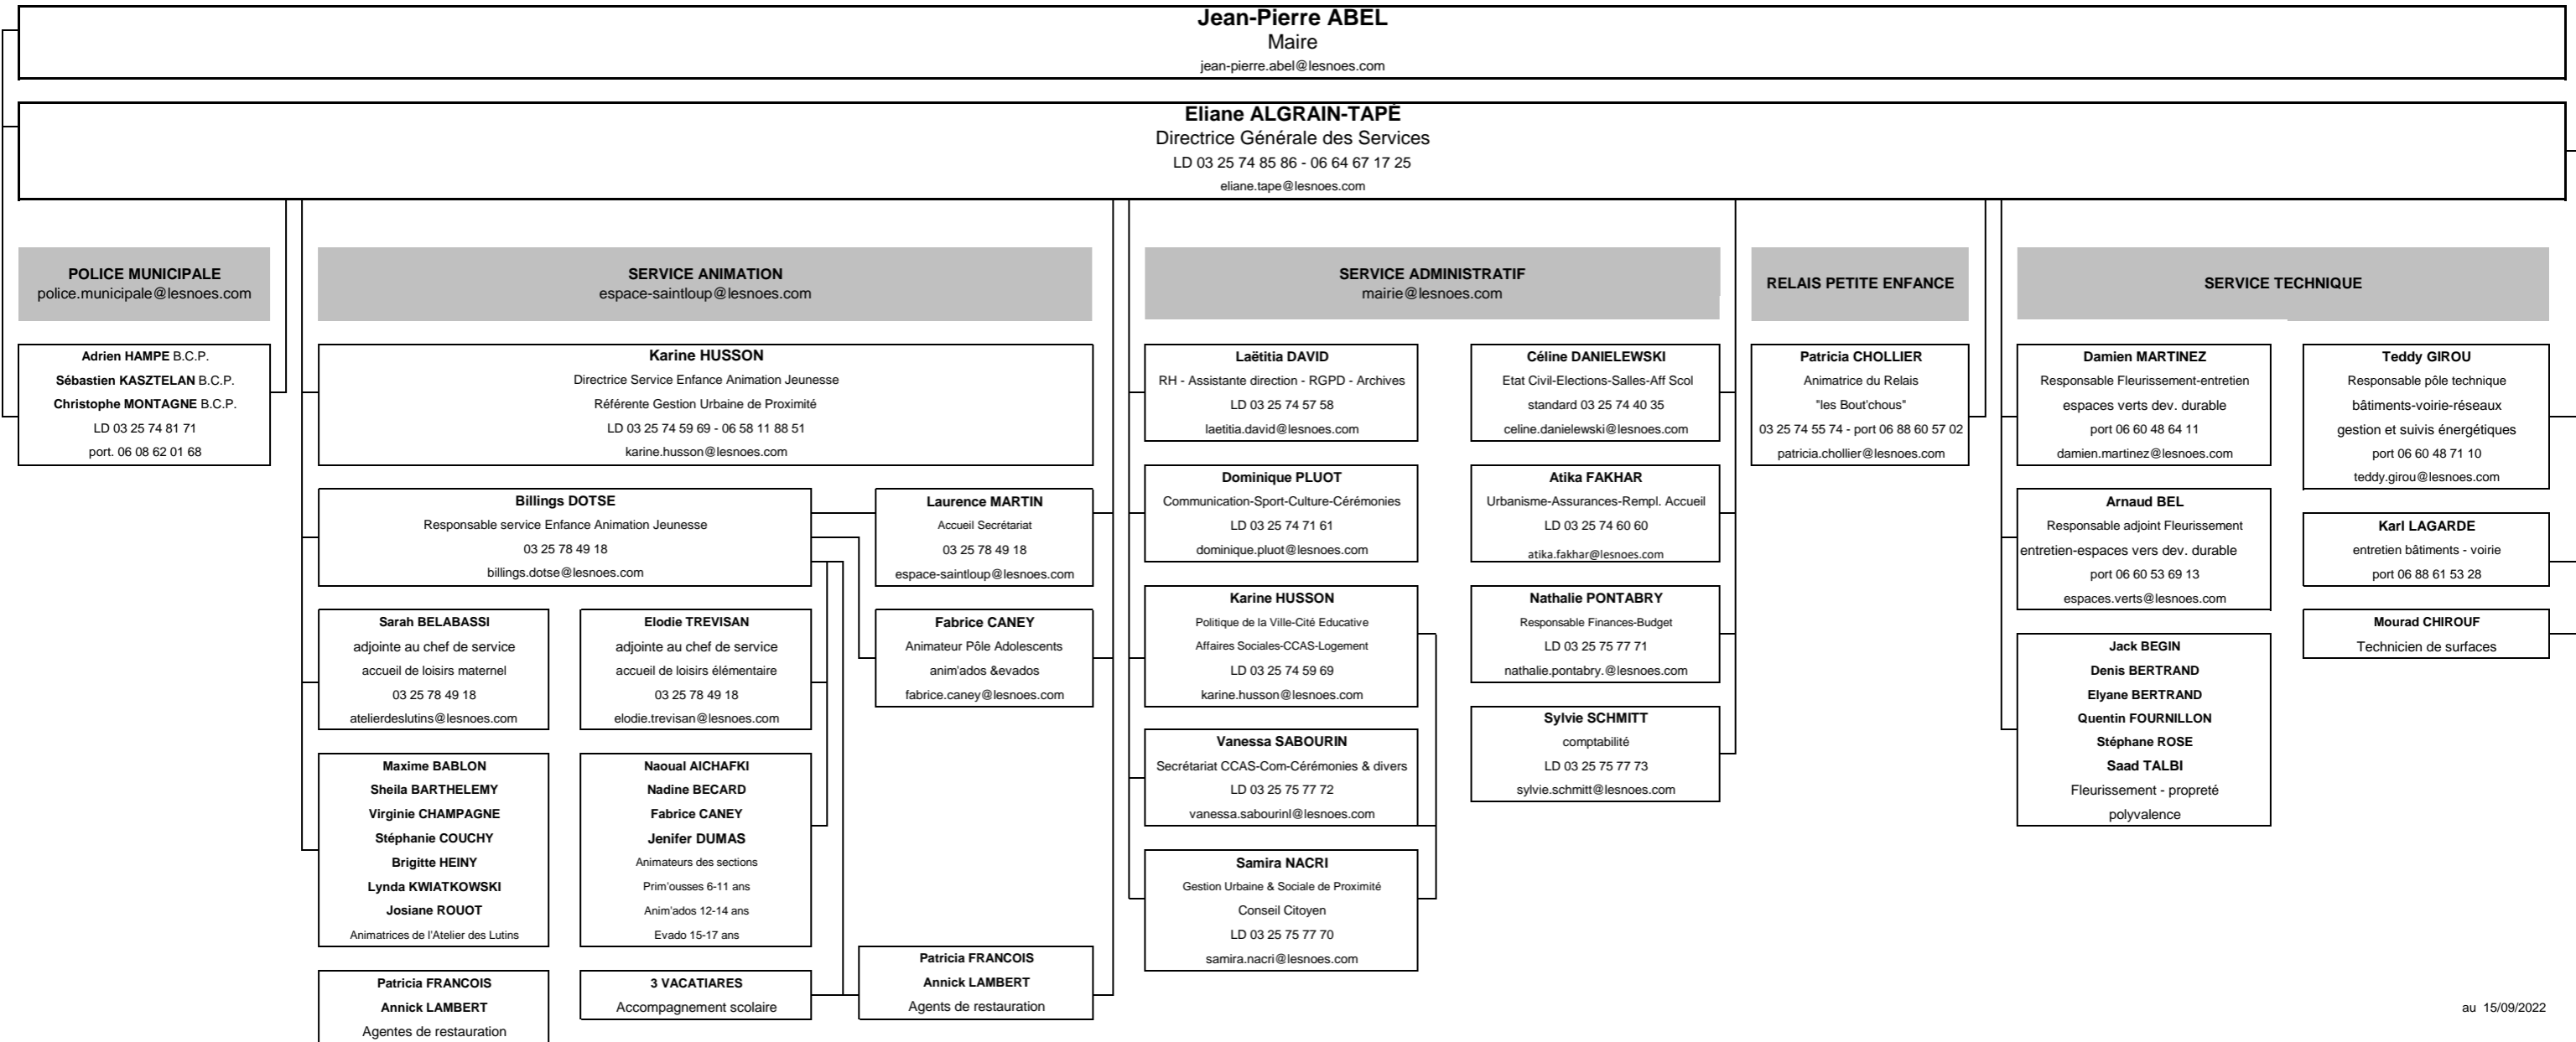 Jean-Pierre ABEL
Maire
jean-pierre.abel@lesnoes.com
Eliane ALGRAIN-TAPÉ
Directrice Générale des Services
LD 03 25 74 85 86 - 06 64 67 17 25
eliane.tape@lesnoes.com
POLICE MUNICIPALE
police.municipale@lesnoes.com
Adrien HAMPE B.C.P.
Sébastien KASZTELAN B.C.P.
Christophe MONTAGNE B.C.P.
LD 03 25 74 81 71
port. 06 08 62 01 68
SERVICE ANIMATION
espace-saintloup@lesnoes.com
Karine HUSSON
Directrice Service Enfance Animation Jeunesse
Référente Gestion Urbaine de Proximité
LD 03 25 74 59 69 - 06 58 11 88 51
karine.husson@lesnoes.com
Billings DOTSE
Responsable service Enfance Animation Jeunesse
03 25 78 49 18
billings.dotse@lesnoes.com
Laurence MARTIN
Accueil Secrétariat
03 25 78 49 18
espace-saintloup@lesnoes.com
Sarah BELABASSI
adjointe au chef de service
accueil de loisirs maternel
03 25 78 49 18
atelierdeslutins@lesnoes.com
Elodie TREVISAN
adjointe au chef de service
accueil de loisirs élémentaire
03 25 78 49 18
elodie.trevisan@lesnoes.com
Fabrice CANEY
Animateur Pôle Adolescents
anim'ados &evados
fabrice.caney@lesnoes.com
Maxime BABLON
Sheila BARTHELEMY
Virginie CHAMPAGNE
Stéphanie COUCHY
Brigitte HEINY
Lynda KWIATKOWSKI
Josiane ROUOT
Animatrices de l'Atelier des Lutins
Naoual AICHAFKI
Nadine BECARD
Fabrice CANEY
Jenifer DUMAS
Animateurs des sections
Prim'ousses 6-11 ans
Anim'ados 12-14 ans
Evado 15-17 ans
Patricia FRANCOIS
Annick LAMBERT
Agentes de restauration
3 VACATIARES
Accompagnement scolaire
Patricia FRANCOIS
Annick LAMBERT
Agents de restauration
SERVICE ADMINISTRATIF
mairie@lesnoes.com
Laëtitia DAVID
RH - Assistante direction - RGPD - Archives
LD 03 25 74 57 58
laetitia.david@lesnoes.com
Dominique PLUOT
Communication-Sport-Culture-Cérémonies
LD 03 25 74 71 61
dominique.pluot@lesnoes.com
Karine HUSSON
Politique de la Ville-Cité Educative
Affaires Sociales-CCAS-Logement
LD 03 25 74 59 69
karine.husson@lesnoes.com
Vanessa SABOURIN
Secrétariat CCAS-Com-Cérémonies & divers
LD 03 25 75 77 72
vanessa.sabourinl@lesnoes.com
Samira NACRI
Gestion Urbaine & Sociale de Proximité
Conseil Citoyen
LD 03 25 75 77 70
samira.nacri@lesnoes.com
Céline DANIELEWSKI
Etat Civil-Elections-Salles-Aff Scol
standard 03 25 74 40 35
celine.danielewski@lesnoes.com
Atika FAKHAR
Urbanisme-Assurances-Rempl. Accueil
LD 03 25 74 60 60
atika.fakhar@lesnoes.com
Nathalie PONTABRY
Responsable Finances-Budget
LD 03 25 75 77 71
nathalie.pontabry.@lesnoes.com
Sylvie SCHMITT
comptabilité
LD 03 25 75 77 73
sylvie.schmitt@lesnoes.com
RELAIS PETITE ENFANCE
Patricia CHOLLIER
Animatrice du Relais
"les Bout'chous"
03 25 74 55 74 - port 06 88 60 57 02
patricia.chollier@lesnoes.com
SERVICE TECHNIQUE
Damien MARTINEZ
Responsable Fleurissement-entretien
espaces verts dev. durable
port 06 60 48 64 11
damien.martinez@lesnoes.com
Arnaud BEL
Responsable adjoint Fleurissement
entretien-espaces vers dev. durable
port 06 60 53 69 13
espaces.verts@lesnoes.com
Jack BEGIN
Denis BERTRAND
Elyane BERTRAND
Quentin FOURNILLON
Stéphane ROSE
Saad TALBI
Fleurissement - propreté
polyvalence
Teddy GIROU
Responsable pôle technique
bâtiments-voirie-réseaux
gestion et suivis énergétiques
port 06 60 48 71 10
teddy.girou@lesnoes.com
Karl LAGARDE
entretien bâtiments - voirie
port 06 88 61 53 28
Mourad CHIROUF
Technicien de surfaces
au 15/09/2022